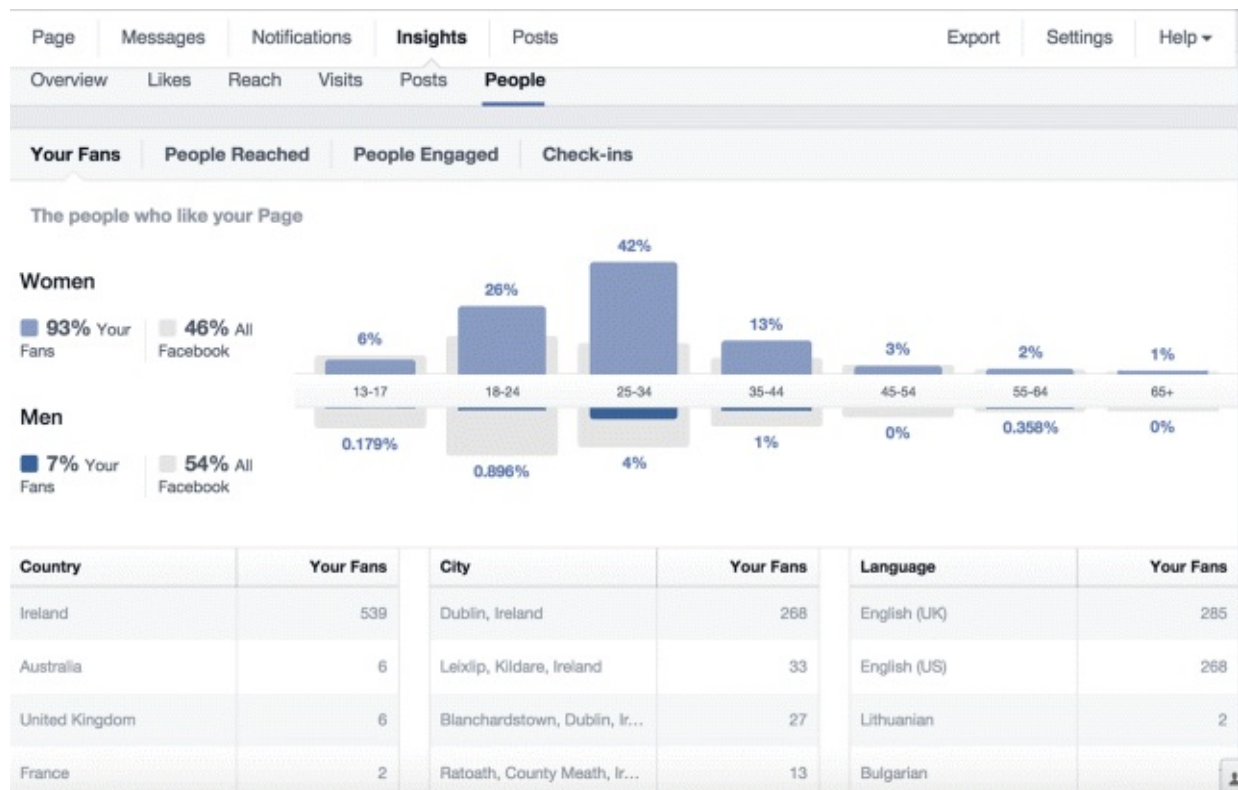 Page Messages Notifications Insights Posts Export Settings Help
Overview Likes Reach Visits Posts People
Your Fans People Reached People Engaged Check-ins
The people who like your Page
Women
93% Your Fans 46% All Facebook
6% 26% 42% 13% 3% 2% 1%
13-17 18-24 25-34 35-44 45-54 55-64 65+
Men
7% Your Fans 54% All Facebook
0.179% 0.896% 4% 1% 0% 0.358% 0%
Country Your Fans City Your Fans Language Your Fans
Ireland 539 Dublin, Ireland 268 English (UK) 285
Australia 6 Leixlip, Kildare, Ireland 33 English (US) 268
United Kingdom 6 Blanchardstown, Dublin, Ir... 27 Lithuanian 2
France 2 Ratoath, County Meath, Ir... 13 Bulgarian